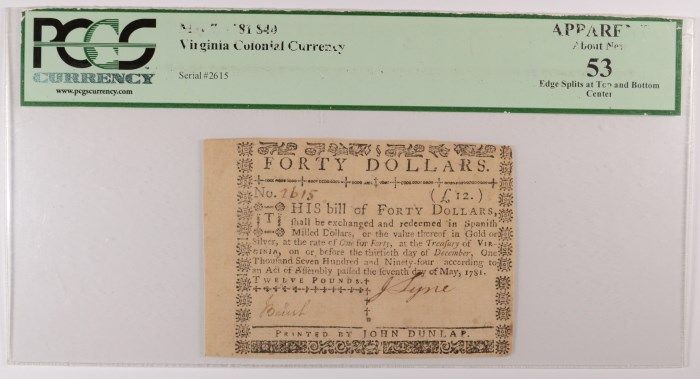 PCGS
CURRENCY
www.pcgscurrency.com
$40
Virginia Colonial Currency
Serial #2615
About New
53
Edge Splits at Top and Bottom
Center
FORTY DOLLARS.
No. 2615 (£12.)
THIS bill of FORTY DOLLARS,
shall be exchanged and redeemed in Spanish
Milled Dollars, or the value thereof in Gold or
Silver, at the rate of One for Forty, at the Treasury of VIR-
GINIA, on or before the thirtieth day of December, One
Thousand Seven Hundred and Ninety-four according to
an Act of Assembly passed the seventh day of May, 1781.
TWELVE POUNDS.
J Lyne
PRINTED BY JOHN DUNLAP.